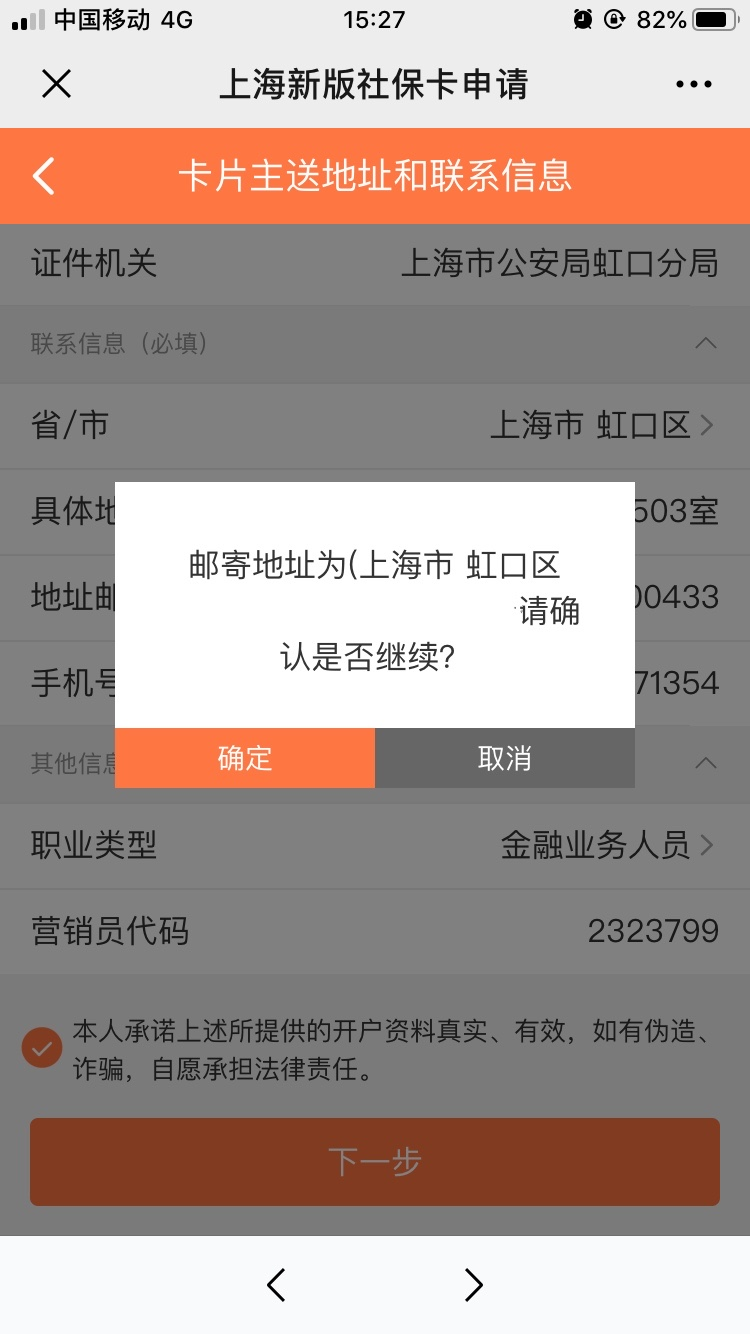 中国移动 4G 15:27 82%
上海新版社保卡申请
卡片主送地址和联系信息
证件机关 上海市公安局虹口分局
联系信息（必填）
省/市 上海市 虹口区
具体地 503室
邮寄地址为(上海市 虹口区
请确
认是否继续?
地址邮 00433
手机号 71354
确定 取消
其他信息
职业类型 金融业务人员
营销员代码 2323799
本人承诺上述所提供的开户资料真实、有效，如有伪造、
诈骗，自愿承担法律责任。
下一步